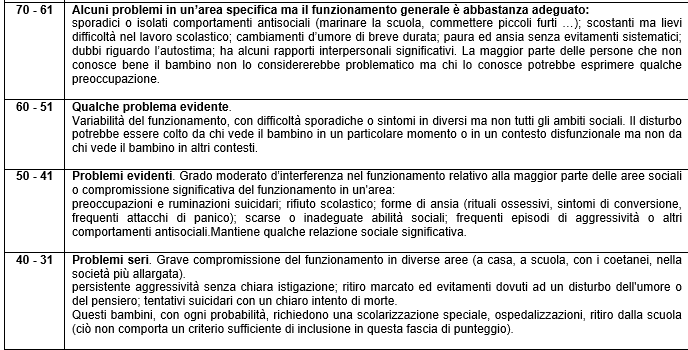 70 - 61
Alcuni problemi in un'area specifica ma il funzionamento generale è abbastanza adeguato:
sporadici o isolati comportamenti antisociali (marinare la scuola, commettere piccoli furti …); scostanti ma lievi
difficoltà nel lavoro scolastico; cambiamenti d'umore di breve durata; paura ed ansia senza evitamenti sistematici;
dubbi riguardo l'autostima; ha alcuni rapporti interpersonali significativi. La maggior parte delle persone che non
conosce bene il bambino non lo considererebbe problematico ma chi lo conosce potrebbe esprimere qualche
preoccupazione.
60 - 51
Qualche problema evidente.
Variabilità del funzionamento, con difficoltà sporadiche o sintomi in diversi ma non tutti gli ambiti sociali. Il disturbo
potrebbe essere colto da chi vede il bambino in un particolare momento o in un contesto disfunzionale ma non da
chi vede il bambino in altri contesti.
50 - 41
Problemi evidenti. Grado moderato d'interferenza nel funzionamento relativo alla maggior parte delle aree sociali
o compromissione significativa del funzionamento in un'area:
preoccupazioni e ruminazioni suicidari; rifiuto scolastico; forme di ansia (rituali ossessivi, sintomi di conversione,
frequenti attacchi di panico); scarse o inadeguate abilità sociali; frequenti episodi di aggressività o altri
comportamenti antisociali.Mantiene qualche relazione sociale significativa.
40 - 31
Problemi seri. Grave compromissione del funzionamento in diverse aree (a casa, a scuola, con i coetanei, nella
società più allargata).
persistente aggressività senza chiara istigazione; ritiro marcato ed evitamenti dovuti ad un disturbo dell'umore o
del pensiero; tentativi suicidari con un chiaro intento di morte.
Questi bambini, con ogni probabilità, richiedono una scolarizzazione speciale, ospedalizzazioni, ritiro dalla scuola
(ciò non comporta un criterio sufficiente di inclusione in questa fascia di punteggio).